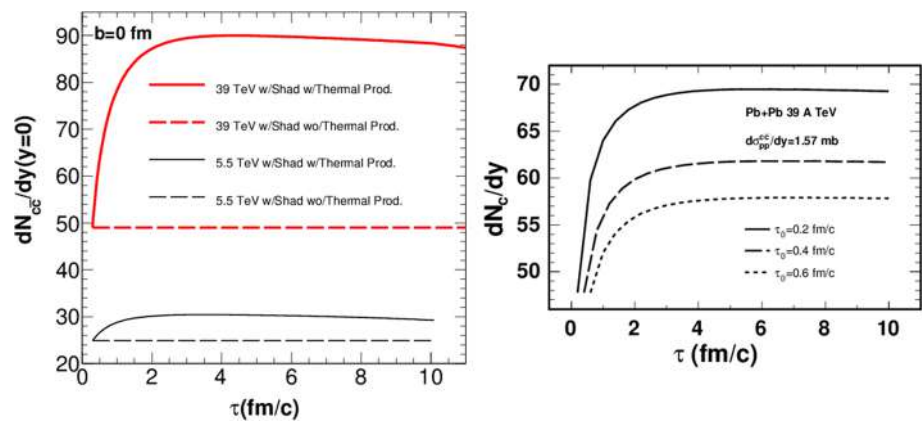 b=0 fm
90
80
70
60
50
40
30
20
39 TeV w/Shad w/Thermal Prod.
39 TeV w/Shad wo/Thermal Prod.
5.5 TeV w/Shad w/Thermal Prod.
5.5 TeV w/Shad wo/Thermal Prod.
dN_cc̄/dy(y=0)
0 2 4 6 8 10
τ(fm/c)
70
65
60
55
50
Pb+Pb 39 A TeV
dσ_pp^cc̄/dy=1.57 mb
τ₀=0.2 fm/c
τ₀=0.4 fm/c
τ₀=0.6 fm/c
dN_c/dy
0 2 4 6 8 10
τ (fm/c)